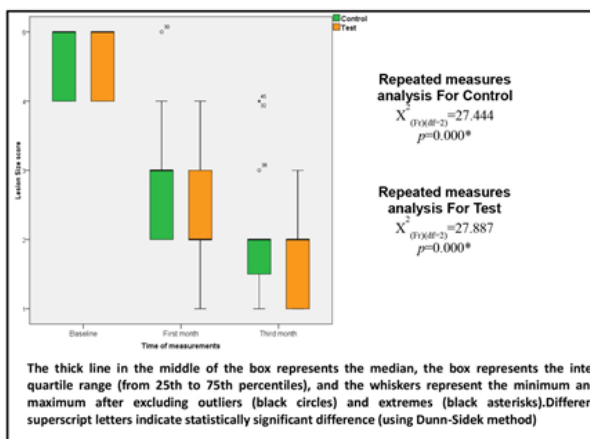 Control
Test
Repeated measures
analysis For Control
X²(Fr)(df=2)=27.444
p=0.000*
Repeated measures
analysis For Test
X²(Fr)(df=2)=27.887
p=0.000*
Lesion Size score
4
3
2
1
Baseline
First month
Third month
Time of measurements
The thick line in the middle of the box represents the median, the box represents the inte
quartile range (from 25th to 75th percentiles), and the whiskers represent the minimum an
maximum after excluding outliers (black circles) and extremes (black asterisks).Differen
superscript letters indicate statistically significant difference (using Dunn-Sidek method)